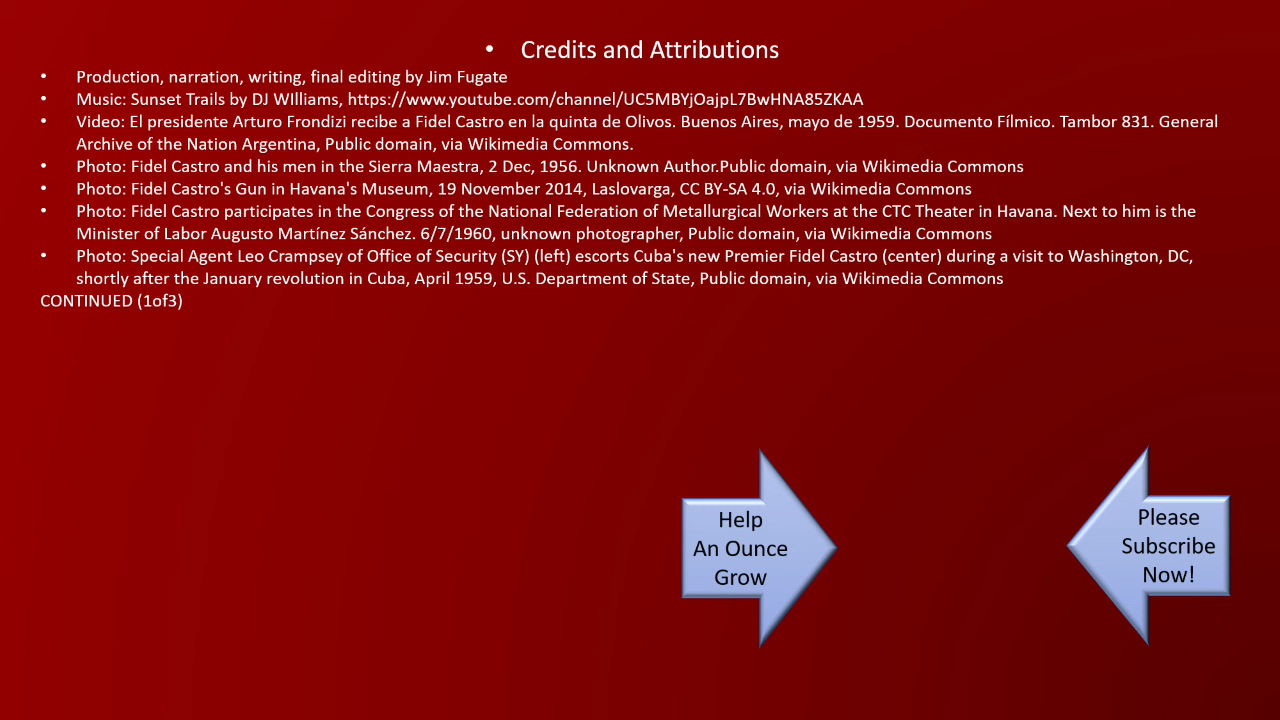 • Credits and Attributions
• Production, narration, writing, final editing by Jim Fugate
• Music: Sunset Trails by DJ WIlliams, https://www.youtube.com/channel/UC5MBYjOajpL7BwHNA85ZKAA
• Video: El presidente Arturo Frondizi recibe a Fidel Castro en la quinta de Olivos. Buenos Aires, mayo de 1959. Documento Fílmico. Tambor 831. General
Archive of the Nation Argentina, Public domain, via Wikimedia Commons.
• Photo: Fidel Castro and his men in the Sierra Maestra, 2 Dec, 1956. Unknown Author.Public domain, via Wikimedia Commons
• Photo: Fidel Castro's Gun in Havana's Museum, 19 November 2014, Laslovarga, CC BY-SA 4.0, via Wikimedia Commons
• Photo: Fidel Castro participates in the Congress of the National Federation of Metallurgical Workers at the CTC Theater in Havana. Next to him is the
Minister of Labor Augusto Martínez Sánchez. 6/7/1960, unknown photographer, Public domain, via Wikimedia Commons
• Photo: Special Agent Leo Crampsey of Office of Security (SY) (left) escorts Cuba's new Premier Fidel Castro (center) during a visit to Washington, DC,
shortly after the January revolution in Cuba, April 1959, U.S. Department of State, Public domain, via Wikimedia Commons
CONTINUED (1of3)
Help
An Ounce
Grow
Please
Subscribe
Now!